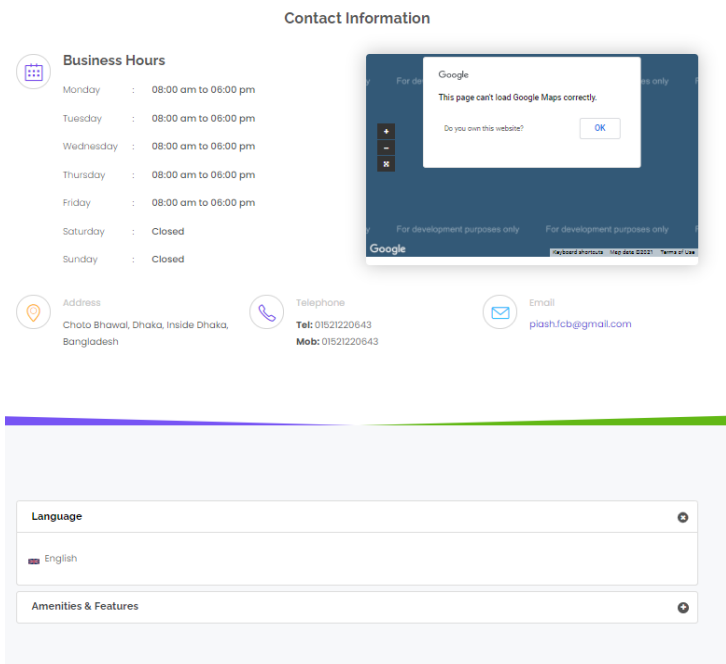 Contact Information
Business Hours
Monday : 08:00 am to 06:00 pm
Tuesday : 08:00 am to 06:00 pm
Wednesday : 08:00 am to 06:00 pm
Thursday : 08:00 am to 06:00 pm
Friday : 08:00 am to 06:00 pm
Saturday : Closed
Sunday : Closed
y For de es only F
Google
This page can't load Google Maps correctly.
Do you own this website? OK
+
−
y For development purposes only For development purposes only F
Google
Keyboard shortcuts Map data ©2021 Terms of Use
Address
Choto Bhawal, Dhaka, Inside Dhaka,
Bangladesh
Telephone
Tel: 01521220643
Mob: 01521220643
Email
piash.fcb@gmail.com
Language
English
Amenities & Features